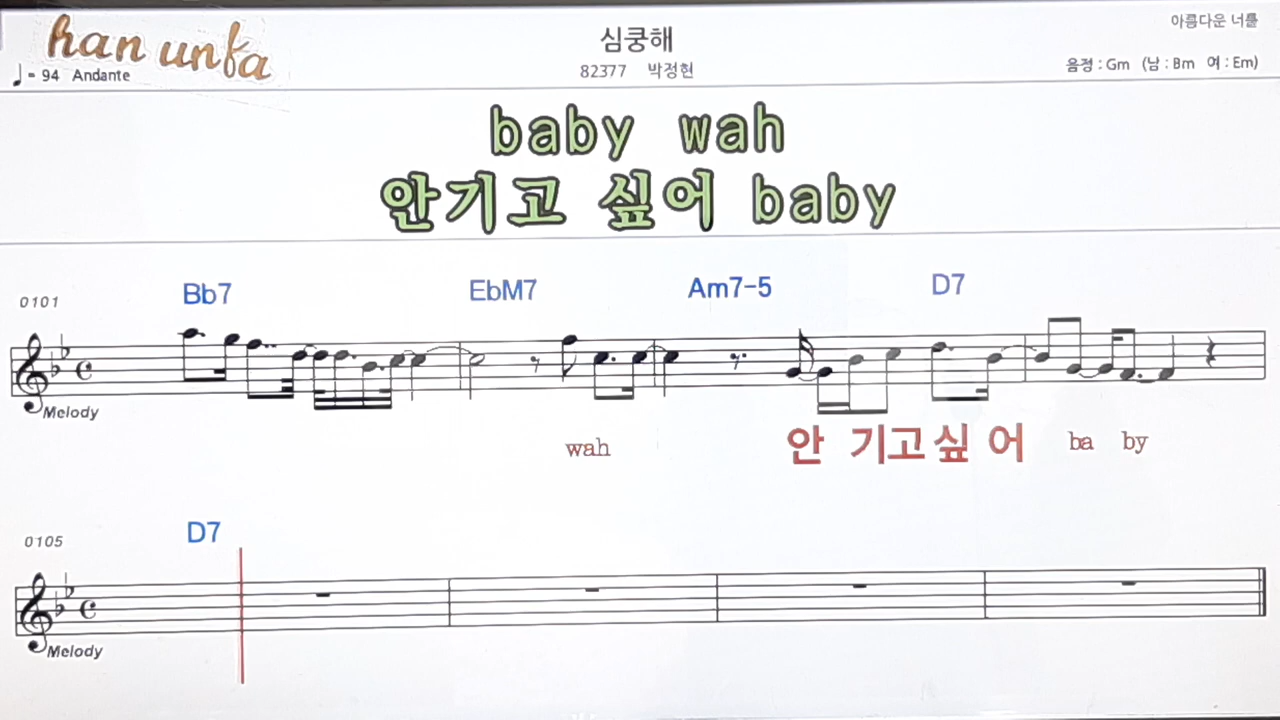 han unfa
심쿵해
아름다운 너를
♩= 94 Andante
82377 박정현
음정 : Gm (남 : Bm 여 : Em)
baby wah
안기고 싶어 baby
0101 Bb7 EbM7 Am7-5 D7
Melody
wah 안 기고 싶 어 ba by
0105 D7
Melody